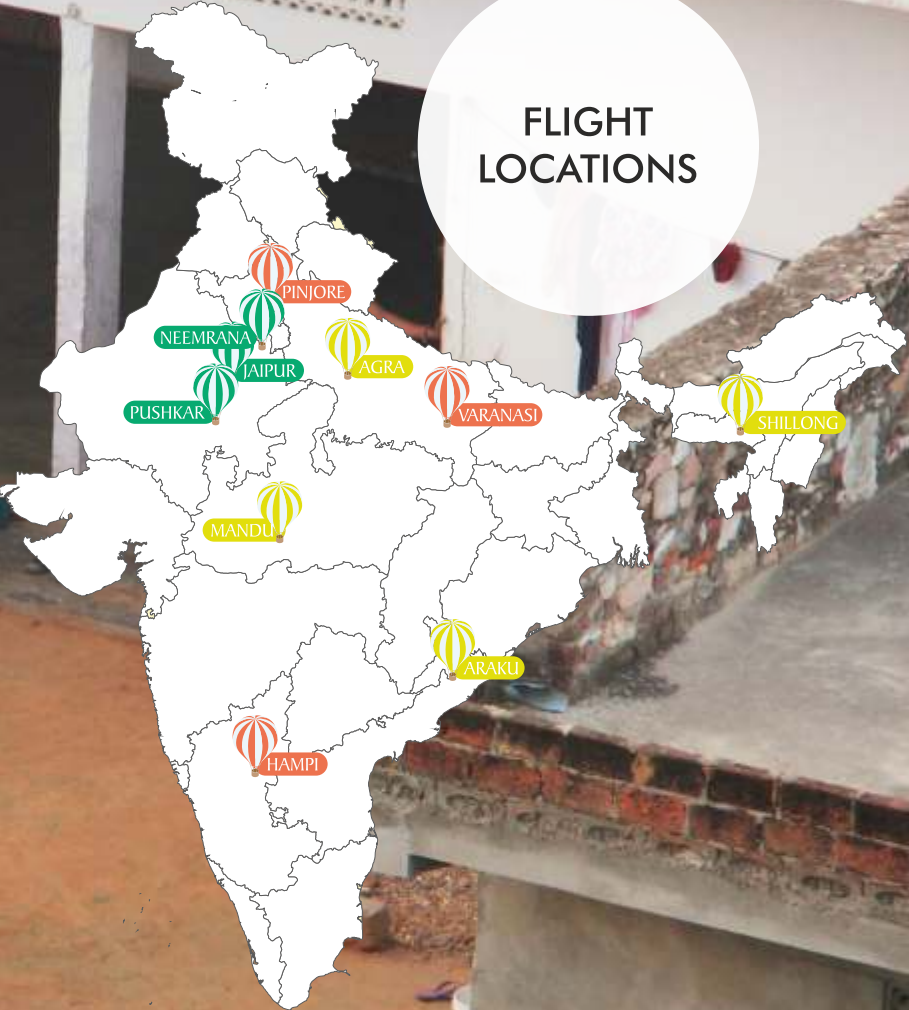 FLIGHT
LOCATIONS
PINJORE
NEEMRANA
JAIPUR
AGRA
PUSHKAR
VARANASI
SHILLONG
MANDU
ARAKU
HAMPI